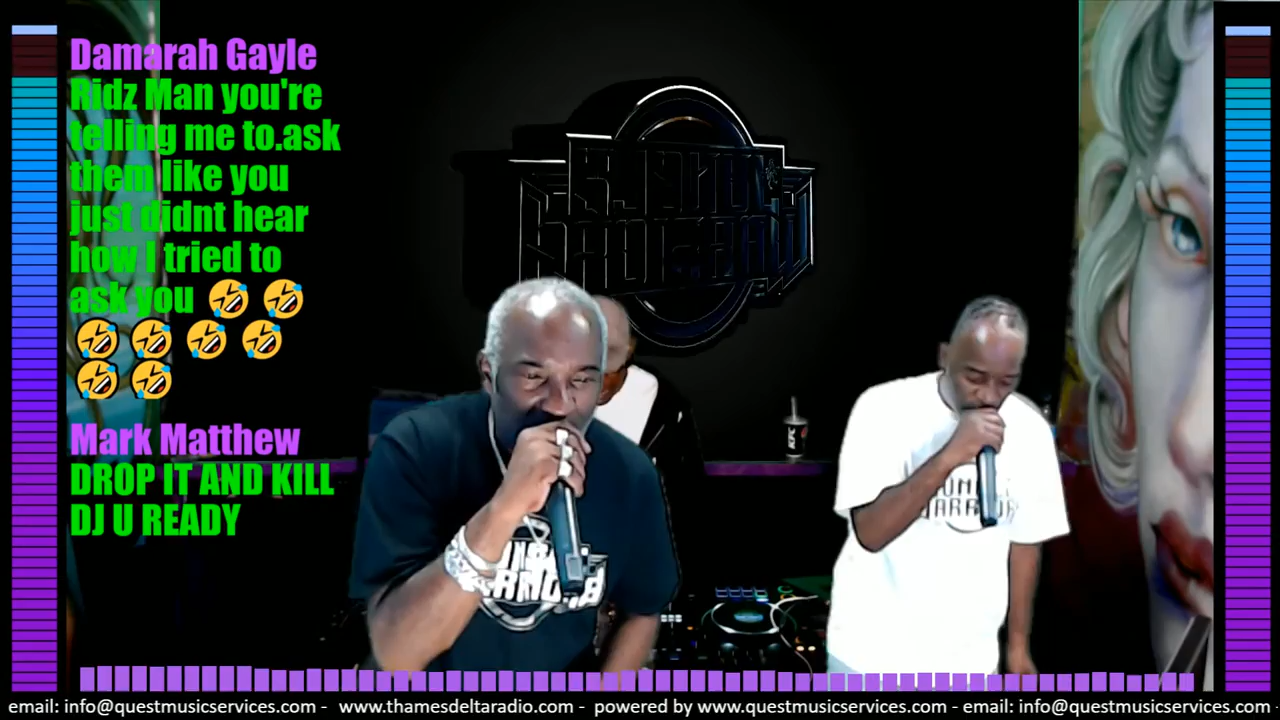 Damarah Gayle
Ridz Man you're
telling me to.ask
them like you
just didnt hear
how I tried to
ask you 🤣 🤣
🤣 🤣 🤣 🤣
🤣 🤣
Mark Matthew
DROP IT AND KILL
DJ U READY
KFC
email: info@questmusicservices.com - www.thamesdeltaradio.com - powered by www.questmusicservices.com - email: info@questmusicservices.com